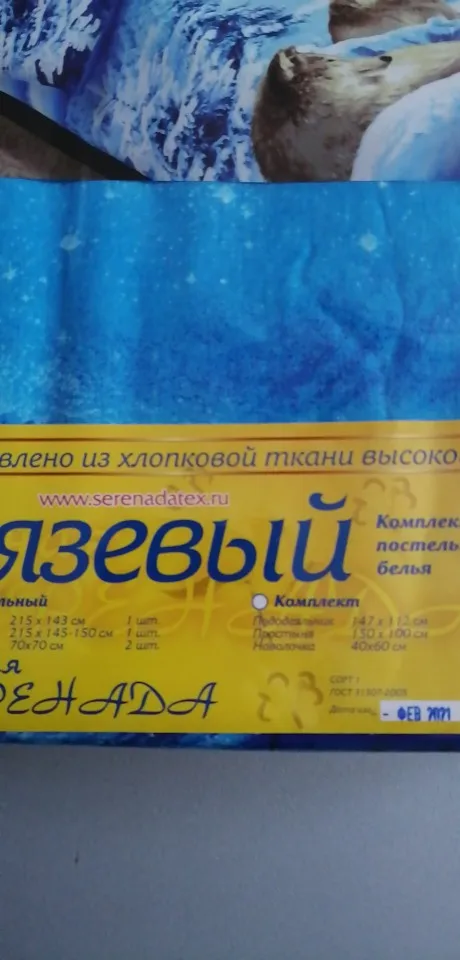 влено из хлопковой ткани высоко
www.serenadatex.ru
язевый
Комплек
постель
белья
льный
215 x 143 см 1 шт.
215 x 145-150 см 1 шт.
70x70 см 2 шт.
Комплект
Пододеяльник 147 x 112 см
Простыня 150 x 100 см
Наволочка 40x60 см
я
РЕНАДА
СОРТ 1
ГОСТ 31307-2005
- ФЕВ 2021